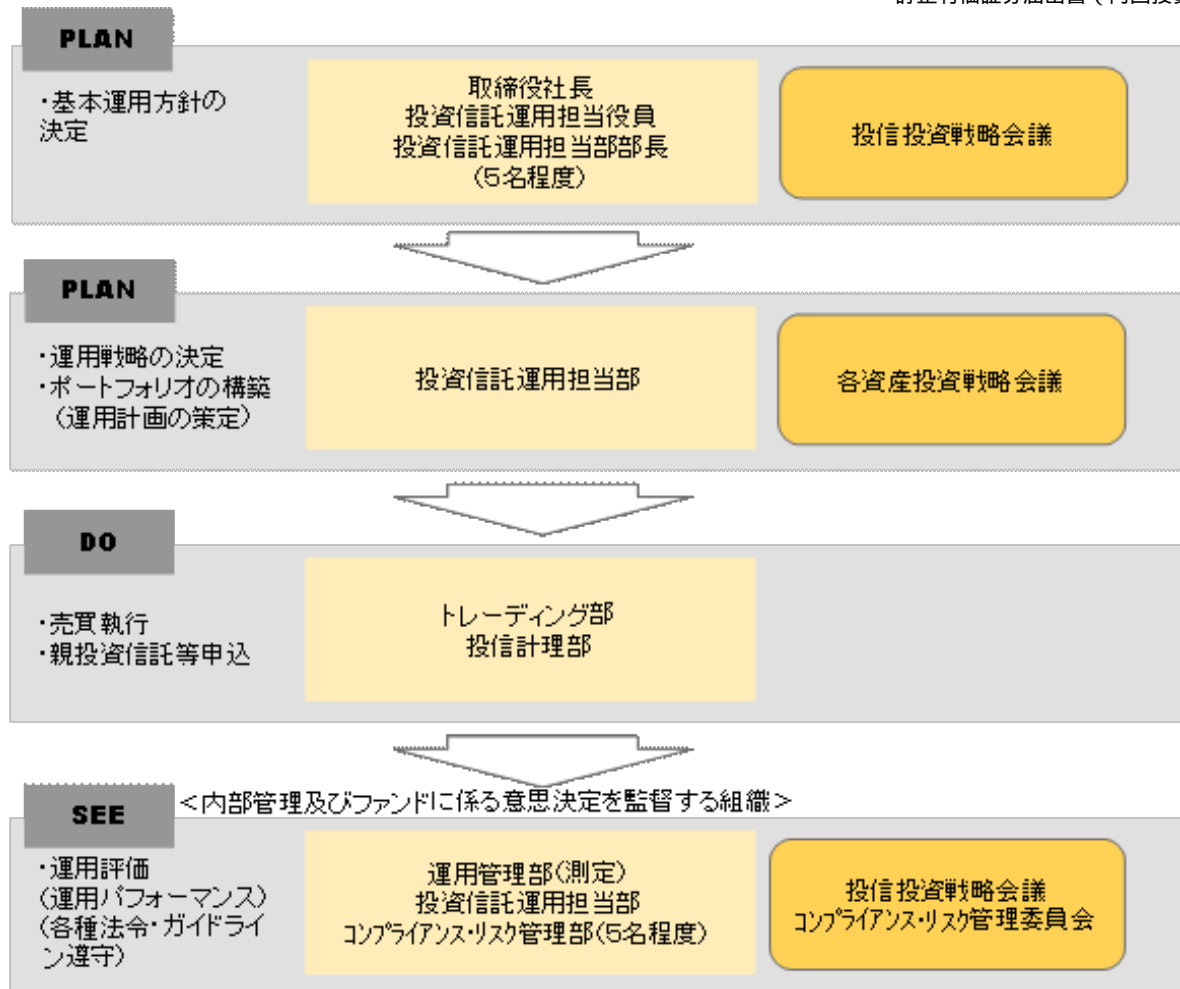 PLAN
・基本運用方針の
決定
取締役社長
投資信託運用担当役員
投資信託運用担当部部長
(5名程度)
投信投資戦略会議
PLAN
・運用戦略の決定
・ポートフォリオの構築
(運用計画の策定)
投資信託運用担当部
各資産投資戦略会議
DO
・売買執行
・親投資信託等申込
トレーディング部
投信計理部
SEE
<内部管理及びファンドに係る意思決定を監督する組織>
・運用評価
(運用パフォーマンス)
(各種法令・ガイドライ
ン遵守)
運用管理部(測定)
投資信託運用担当部
コンプライアンス・リスク管理部(5名程度)
投信投資戦略会議
コンプライアンス・リスク管理委員会